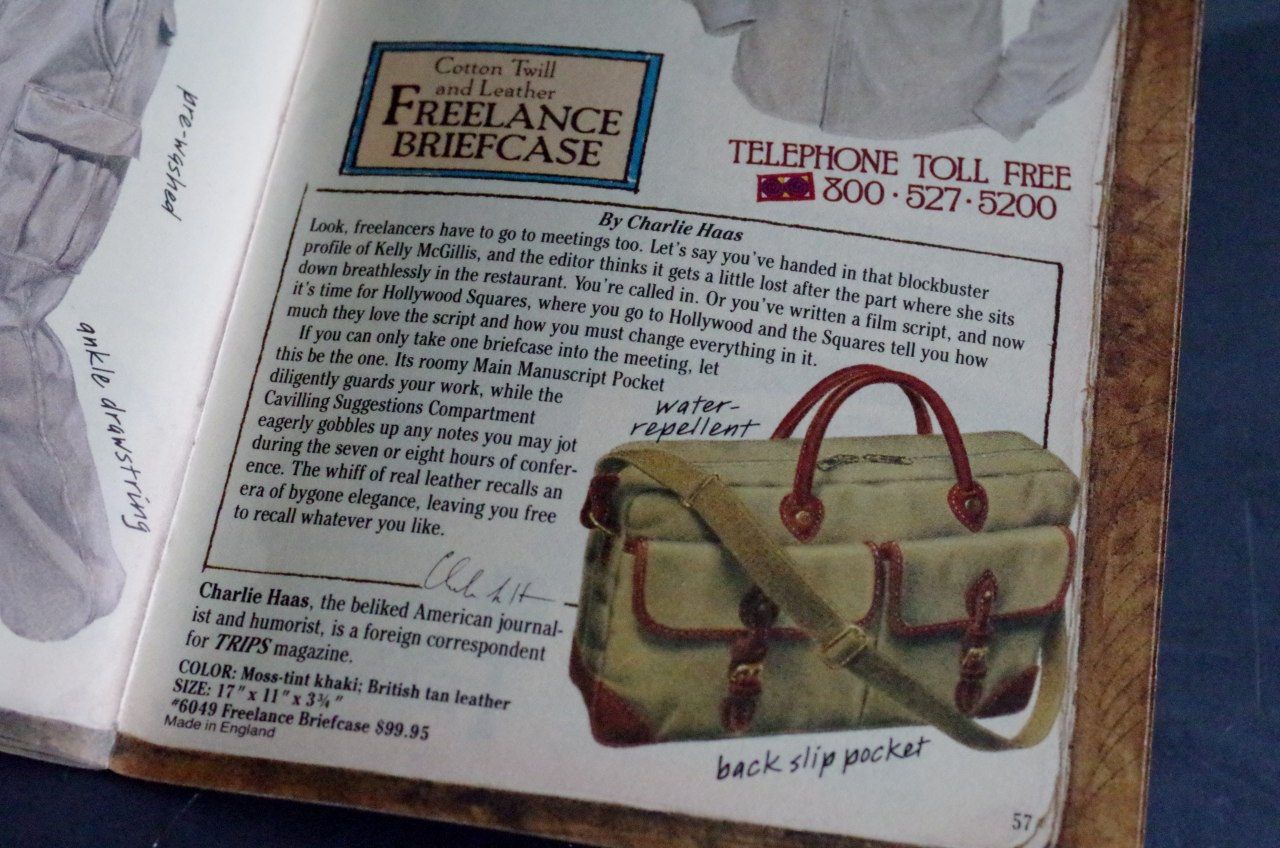 pre-washed
ankle drawstring
Cotton Twill
and Leather
FREELANCE
BRIEFCASE
TELEPHONE TOLL FREE
800·527·5200
By Charlie Haas
Look, freelancers have to go to meetings too. Let's say you've handed in that blockbuster
profile of Kelly McGillis, and the editor thinks it gets a little lost after the part where she sits
down breathlessly in the restaurant. You're called in. Or you've written a film script, and now
it's time for Hollywood Squares, where you go to Hollywood and the Squares tell you how
much they love the script and how you must change everything in it.
If you can only take one briefcase into the meeting, let
this be the one. Its roomy Main Manuscript Pocket
diligently guards your work, while the
Cavilling Suggestions Compartment
eagerly gobbles up any notes you may jot
during the seven or eight hours of confer-
ence. The whiff of real leather recalls an
era of bygone elegance, leaving you free
to recall whatever you like.
water-
repellent
Charlie Haas, the beliked American journal-
ist and humorist, is a foreign correspondent
for TRIPS magazine.
COLOR: Moss-tint khaki; British tan leather
SIZE: 17" x 11" x 3¾"
#6049 Freelance Briefcase $99.95
Made in England
back slip pocket
57